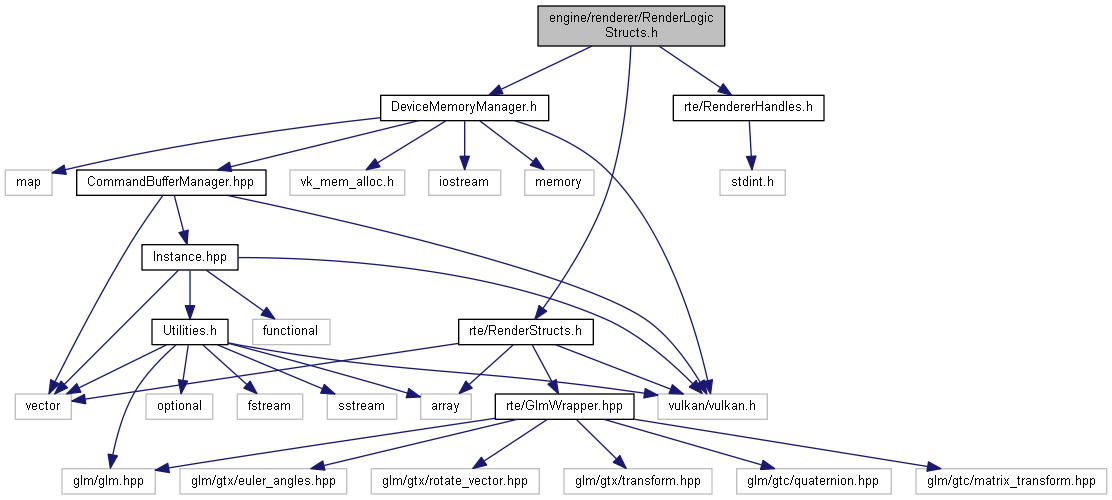 engine/renderer/RenderLogic
Structs.h
DeviceMemoryManager.h
rte/RendererHandles.h
map
CommandBufferManager.hpp
vk_mem_alloc.h
iostream
memory
stdint.h
Instance.hpp
Utilities.h
functional
rte/RenderStructs.h
vector
optional
fstream
sstream
array
rte/GlmWrapper.hpp
vulkan/vulkan.h
glm/glm.hpp
glm/gtx/euler_angles.hpp
glm/gtx/rotate_vector.hpp
glm/gtx/transform.hpp
glm/gtc/quaternion.hpp
glm/gtc/matrix_transform.hpp